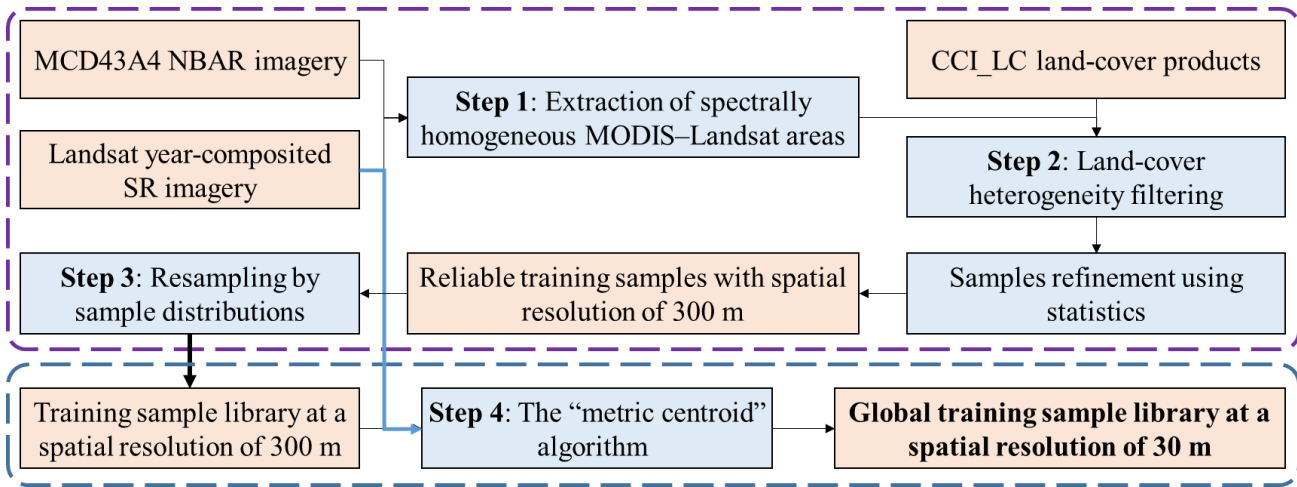 MCD43A4 NBAR imagery
CCI_LC land-cover products
Step 1: Extraction of spectrally
homogeneous MODIS–Landsat areas
Landsat year-composited
SR imagery
Step 2: Land-cover
heterogeneity filtering
Step 3: Resampling by
sample distributions
Reliable training samples with spatial
resolution of 300 m
Samples refinement using
statistics
Training sample library at a
spatial resolution of 300 m
Step 4: The “metric centroid”
algorithm
Global training sample library at a
spatial resolution of 30 m